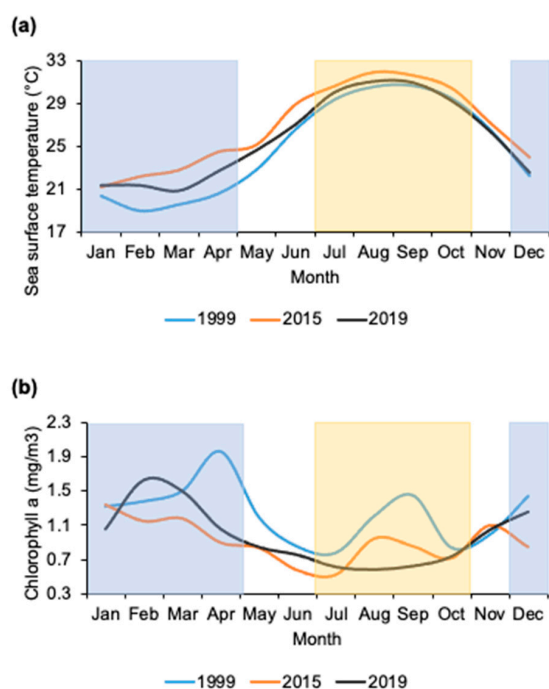 (a)
Sea surface temperature (°C)
33
29
25
21
17
Jan Feb Mar Apr May Jun Jul Aug Sep Oct Nov Dec
Month
1999 2015 2019
(b)
Chlorophyll a (mg/m3)
2.3
1.9
1.5
1.1
0.7
0.3
Jan Feb Mar Apr May Jun Jul Aug Sep Oct Nov Dec
Month
1999 2015 2019